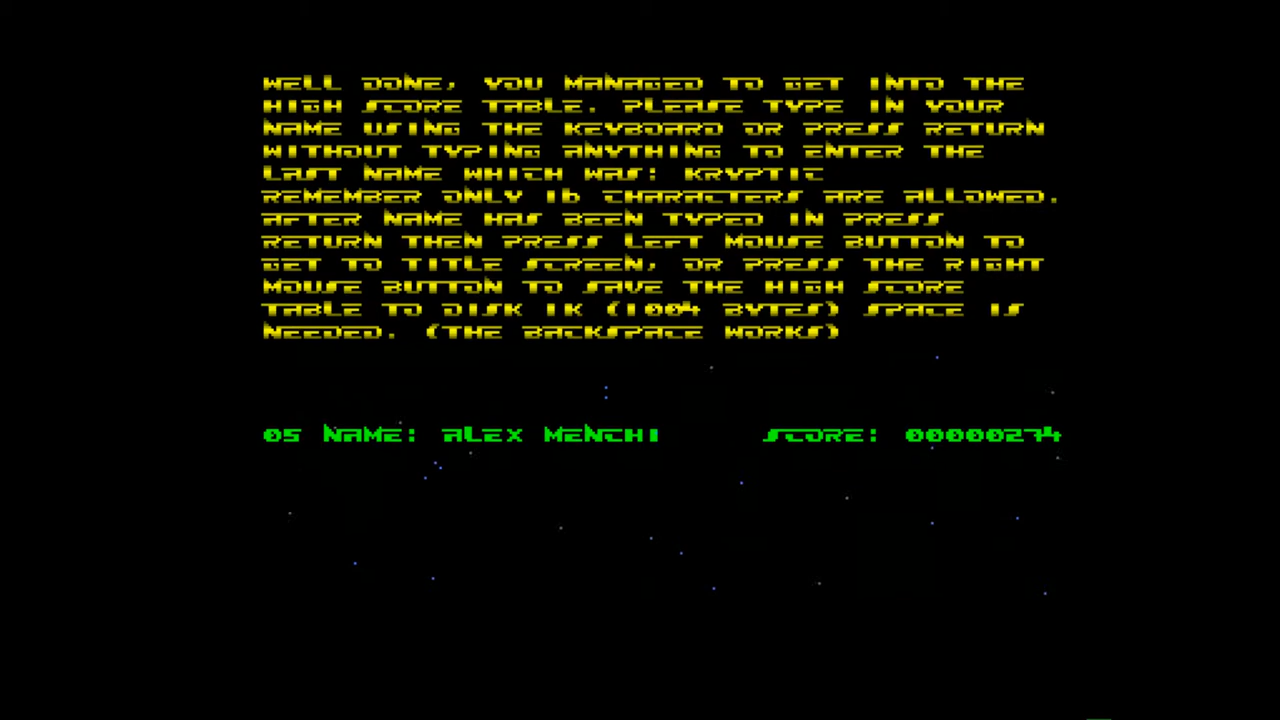 WELL DONE, YOU MANAGED TO GET INTO THE
HIGH SCORE TABLE. PLEASE TYPE IN YOUR
NAME USING THE KEYBOARD OR PRESS RETURN
WITHOUT TYPING ANYTHING TO ENTER THE
LAST NAME WHICH WAS: KRYPTIC
REMEMBER ONLY 16 CHARACTERS ARE ALLOWED.
AFTER NAME HAS BEEN TYPED IN PRESS
RETURN THEN PRESS LEFT MOUSE BUTTON TO
GET TO TITLE SCREEN, OR PRESS THE RIGHT
MOUSE BUTTON TO SAVE THE HIGH SCORE
TABLE TO DISK 1K (1004 BYTES) SPACE IS
NEEDED. (THE BACKSPACE WORKS)
05 NAME: ALEX MENCHI SCORE: 00000274